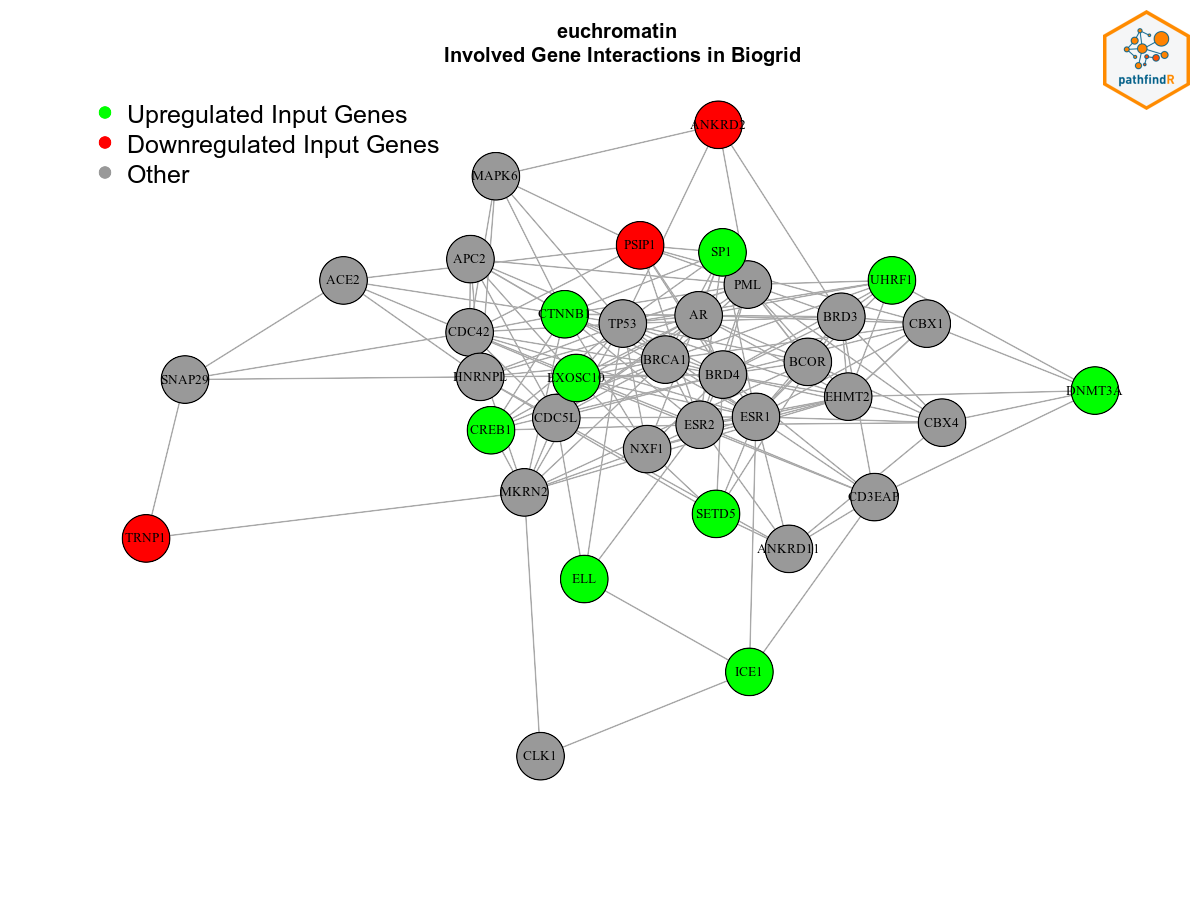 euchromatin
Involved Gene Interactions in Biogrid
pathfindR
Upregulated Input Genes
Downregulated Input Genes
Other
ANKRD2
MAPK6
PSIP1
SP1
APC2
ACE2
PML
UHRF1
CTNNB1
TP53
AR
BRD3
CBX1
CDC42
BRCA1
BCOR
SNAP29
HNRNPL
EXOSC10
BRD4
EHMT2
DNMT3A
CREB1
CDC5L
ESR2
ESR1
CBX4
NXF1
MKRN2
CD3EAP
SETD5
TRNP1
ANKRD11
ELL
ICE1
CLK1